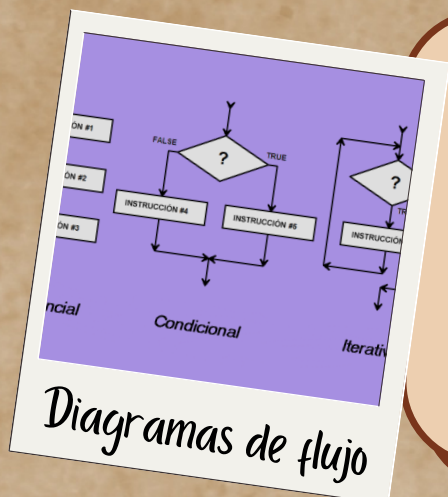 ÓN #1
ÓN #2
ÓN #3
ncial
FALSE
?
TRUE
INSTRUCCIÓN #4
INSTRUCCIÓN #5
Condicional
?
TR
INSTRUCCIÓN
Iterativ
Diagramas de flujo